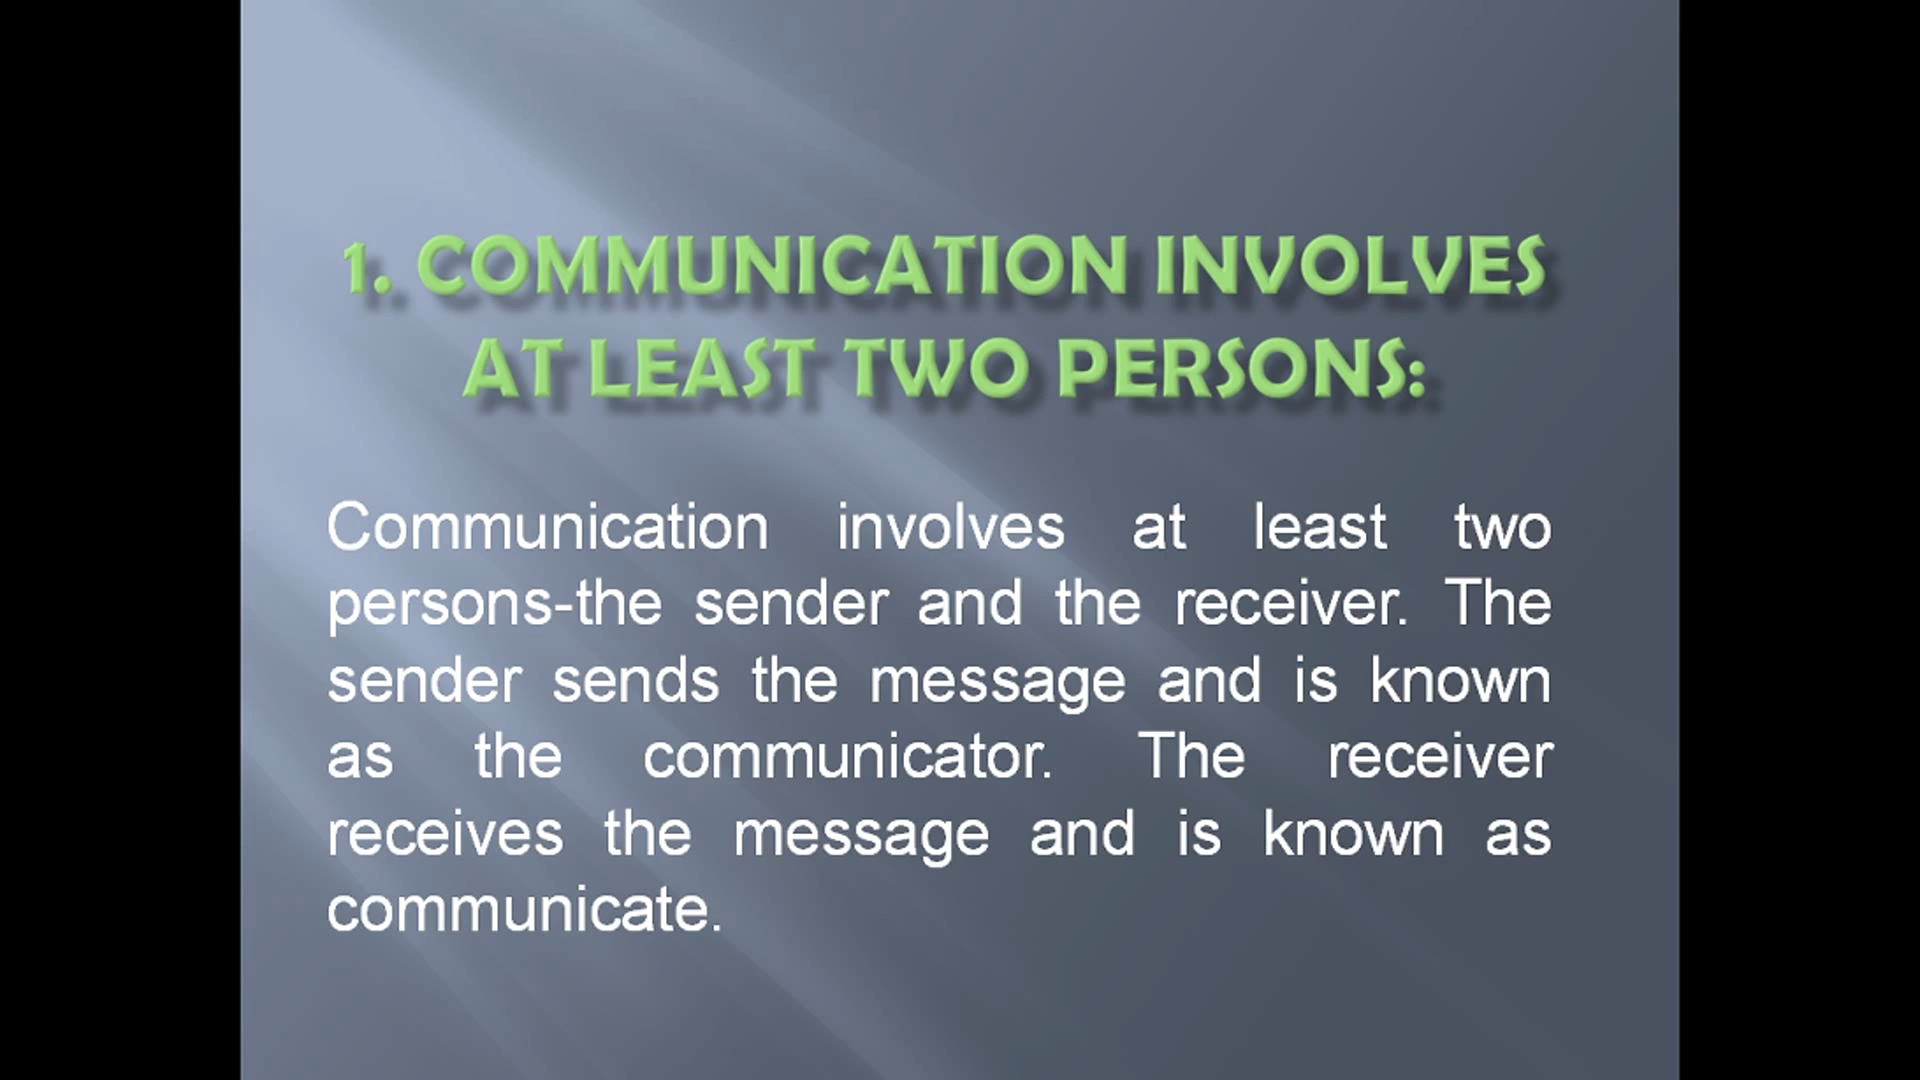 1. COMMUNICATION INVOLVES
AT LEAST TWO PERSONS:
Communication involves at least two
persons-the sender and the receiver. The
sender sends the message and is known
as the communicator. The receiver
receives the message and is known as
communicate.